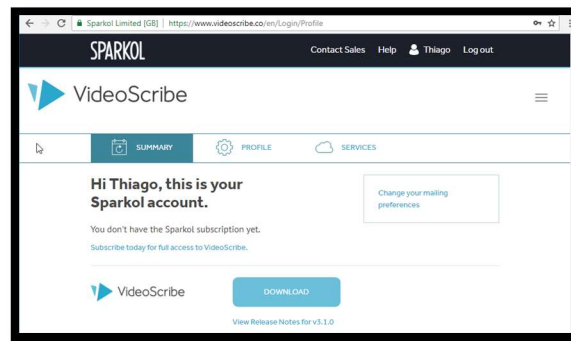 Sparkol Limited [GB] | https://www.videoscribe.co/en/Login/Profile
SPARKOL
Contact Sales Help Thiago Log out
VideoScribe
SUMMARY PROFILE SERVICES
Hi Thiago, this is your
Sparkol account.
Change your mailing
preferences
You don't have the Sparkol subscription yet.
Subscribe today for full access to VideoScribe.
VideoScribe
DOWNLOAD
View Release Notes for v3.1.0